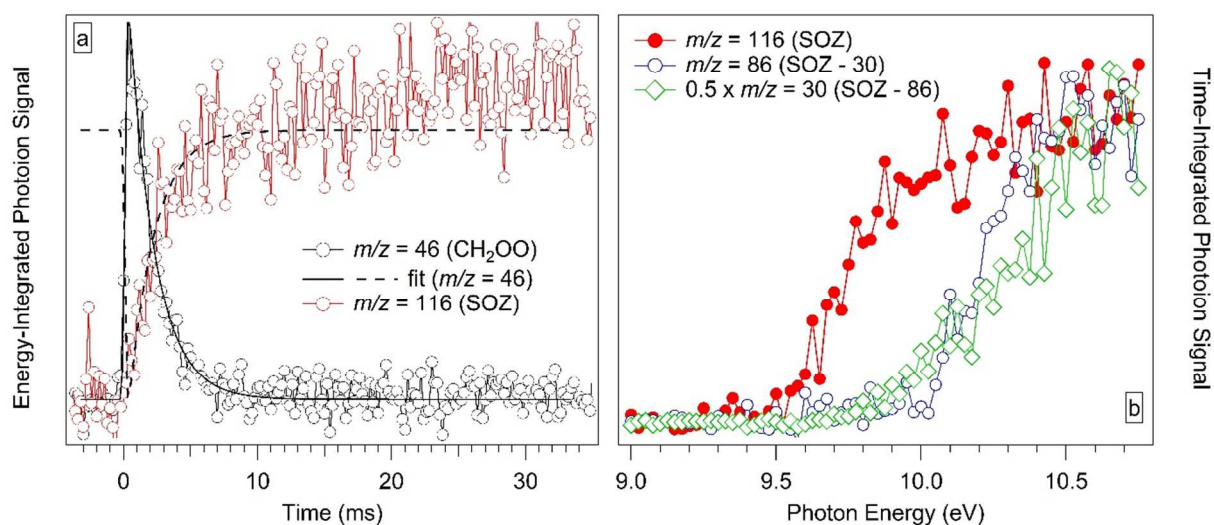 Energy-Integrated Photoion Signal
a
m/z = 46 (CH₂OO)
fit (m/z = 46)
m/z = 116 (SOZ)
0 10 20 30
Time (ms)
m/z = 116 (SOZ)
m/z = 86 (SOZ - 30)
0.5 x m/z = 30 (SOZ - 86)
b
9.0 9.5 10.0 10.5
Photon Energy (eV)
Time-Integrated Photoion Signal